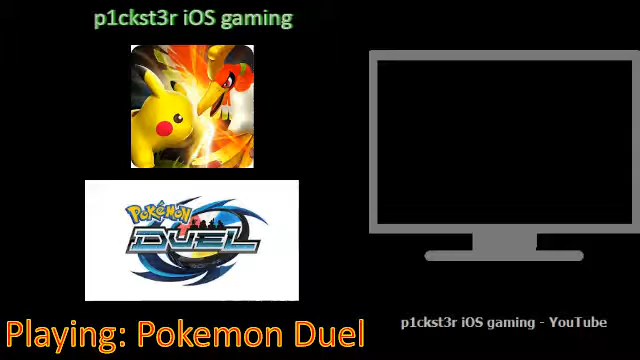 p1ckst3r iOS gaming
POKéMON
DUEL
p1ckst3r iOS gaming - YouTube
Playing: Pokemon Duel